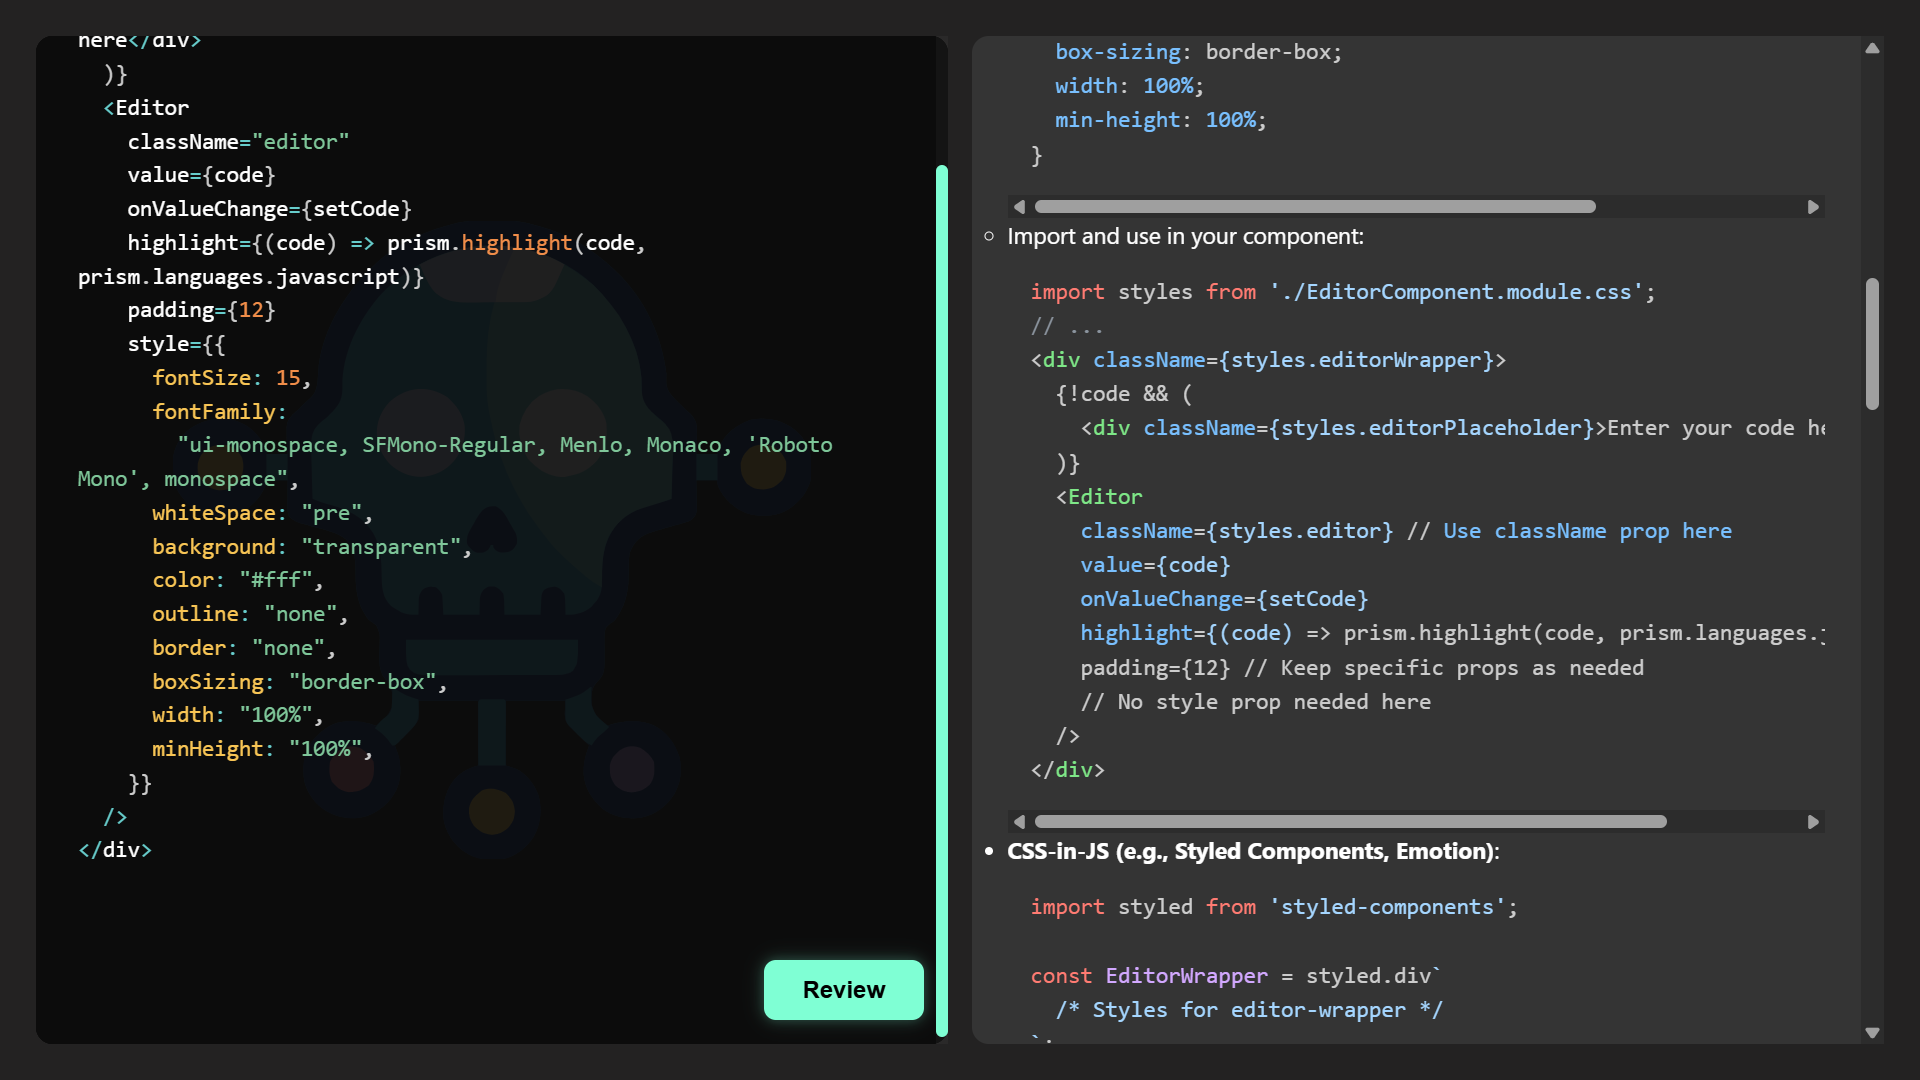 here</div>
)}
<Editor
className="editor"
value={code}
onValueChange={setCode}
highlight={(code) => prism.highlight(code,
prism.languages.javascript)}
padding={12}
style={{
fontSize: 15,
fontFamily:
"ui-monospace, SFMono-Regular, Menlo, Monaco, 'Roboto
Mono', monospace",
whiteSpace: "pre",
background: "transparent",
color: "#fff",
outline: "none",
border: "none",
boxSizing: "border-box",
width: "100%",
minHeight: "100%",
}}
/>
</div>
Review
box-sizing: border-box;
width: 100%;
min-height: 100%;
}
Import and use in your component:
import styles from './EditorComponent.module.css';
// ...
<div className={styles.editorWrapper}>
{!code && (
<div className={styles.editorPlaceholder}>Enter your code he
)}
<Editor
className={styles.editor} // Use className prop here
value={code}
onValueChange={setCode}
highlight={(code) => prism.highlight(code, prism.languages.j
padding={12} // Keep specific props as needed
// No style prop needed here
/>
</div>
CSS-in-JS (e.g., Styled Components, Emotion):
import styled from 'styled-components';
const EditorWrapper = styled.div`
/* Styles for editor-wrapper */
`;